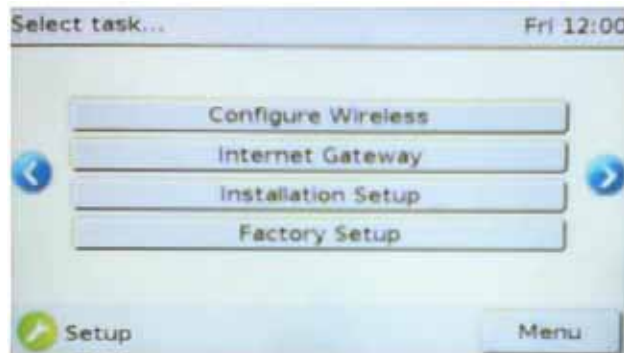 Select task... Fri 12:00
Configure Wireless
Internet Gateway
Installation Setup
Factory Setup
Setup Menu